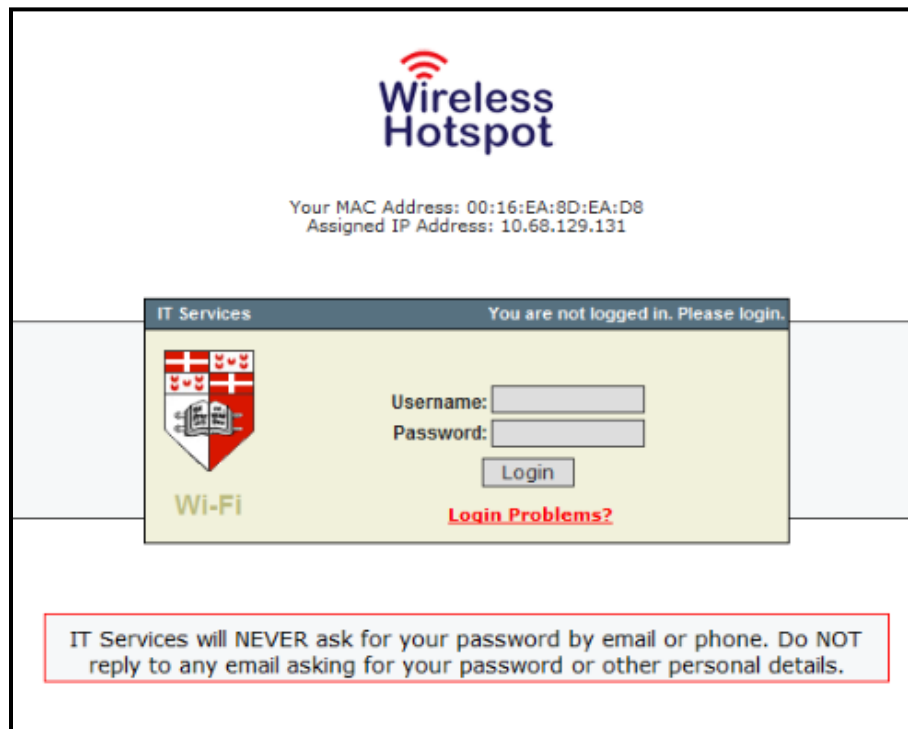 Wireless
Hotspot
Your MAC Address: 00:16:EA:8D:EA:D8
Assigned IP Address: 10.68.129.131
IT Services You are not logged in. Please login.
Username:
Password:
Login
Wi-Fi
Login Problems?
IT Services will NEVER ask for your password by email or phone. Do NOT
reply to any email asking for your password or other personal details.